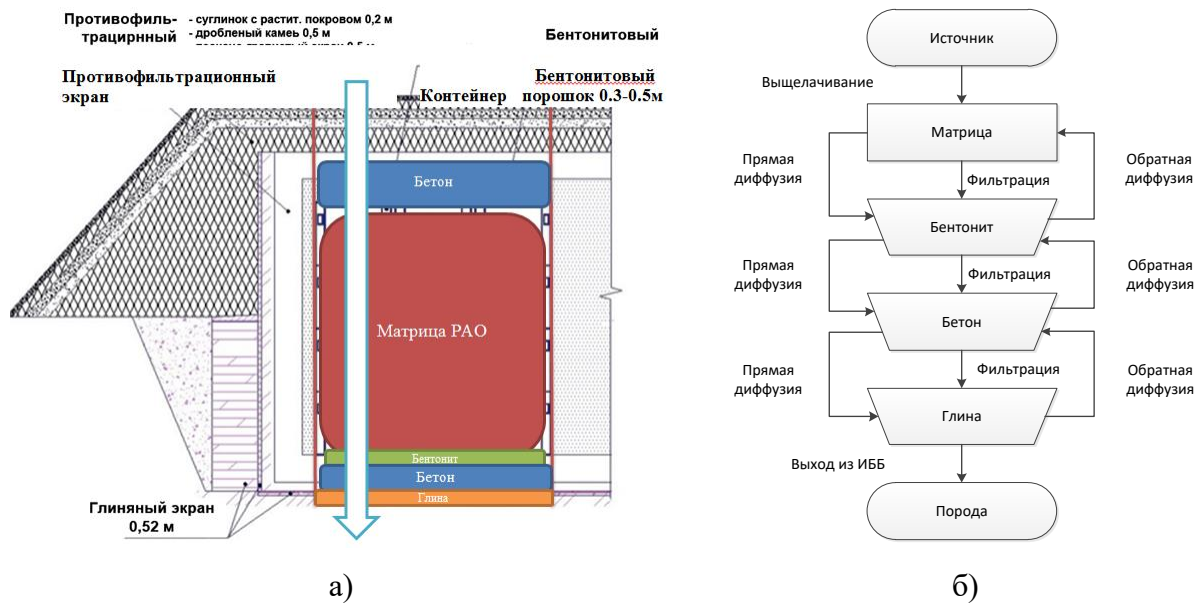 Противофиль-
трацирнный
- суглинок с растит. покровом 0,2 м
- дробленый камеь 0,5 м
Бентонитовый
Противофильтрационный
экран
Контейнер
Бентонитовый
порошок 0.3-0.5м
Бетон
Матрица РАО
Бентонит
Бетон
Глина
Глиняный экран
0,52 м
а)
Источник
Выщелачивание
Матрица
Прямая
диффузия
Фильтрация
Обратная
диффузия
Бентонит
Прямая
диффузия
Фильтрация
Обратная
диффузия
Бетон
Прямая
диффузия
Фильтрация
Обратная
диффузия
Глина
Выход из ИББ
Порода
б)